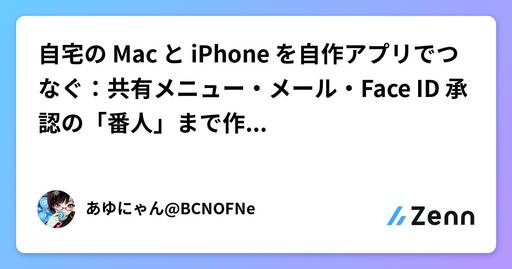 自宅の Mac と iPhone を自作アプリでつ
なぐ：共有メニュー・メール・Face ID 承
認の「番人」まで作...
あゆにゃん@BCNOFNe
Zenn